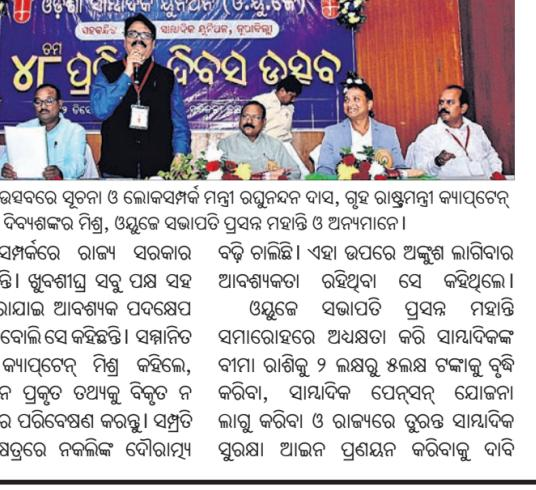 ଓଡ଼ିଶା ସାମ୍ବାଦିକ ୟୁନିଅନ (ଓ.ୟୁ.ଜେ)
ସାମ୍ବାଦିକ ୟୁନିଅନ, ନୂଆଦିଲ୍ଲୀ
୪୮ ତମ ପ୍ରତି ଦିବସ ଉତ୍ସବ
ଉତ୍ସବରେ ସୂଚନା ଓ ଲୋକସମ୍ପର୍କ ମନ୍ତ୍ରୀ ରଘୁନନ୍ଦନ ଦାସ, ଗୃହ ରାଷ୍ଟ୍ରମନ୍ତ୍ରୀ କ୍ୟାପ୍‌ଟେନ୍
ଦିବ୍ୟଶଙ୍କର ମିଶ୍ର, ଓୟୁଜେ ସଭାପତି ପ୍ରସନ୍ନ ମହାନ୍ତି ଓ ଅନ୍ୟମାନେ।
ସମ୍ପର୍କରେ ରାଜ୍ୟ ସରକାର
ନ୍ତି। ଖୁବଶୀଘ୍ର ସବୁ ପକ୍ଷ ସହ
ରାଯାଇ ଆବଶ୍ୟକ ପଦକ୍ଷେପ
ବୋଲି ସେ କହିଛନ୍ତି। ସମ୍ମାନିତ
କ୍ୟାପ୍‌ଟେନ୍ ମିଶ୍ର କହିଲେ,
ନ ପ୍ରକୃତ ତଥ୍ୟକୁ ବିକୃତ ନ
ର ପରିବେଷଣ କରନ୍ତୁ। ସମ୍ପ୍ରତି
କ୍ଷେତ୍ରରେ ନକଲିଙ୍କ ଦୌରାତ୍ମ୍ୟ
ବଢ଼ି ଚାଲିଛି। ଏହା ଉପରେ ଅଙ୍କୁଶ ଲାଗିବାର
ଆବଶ୍ୟକତା ରହିଥିବା ସେ କହିଥିଲେ।
ଓୟୁଜେ ସଭାପତି ପ୍ରସନ୍ନ ମହାନ୍ତି
ସମାରୋହରେ ଅଧ୍ୟକ୍ଷତା କରି ସାମ୍ବାଦିକଙ୍କ
ବୀମା ରାଶିକୁ ୨ ଲକ୍ଷରୁ ୫ଲକ୍ଷ ଟଙ୍କାକୁ ବୃଦ୍ଧି
କରିବା, ସାମ୍ବାଦିକ ପେନ୍‌ସନ୍ ଯୋଜନା
ଲାଗୁ କରିବା ଓ ରାଜ୍ୟରେ ତୁରନ୍ତ ସାମ୍ବାଦିକ
ସୁରକ୍ଷା ଆଇନ ପ୍ରଣୟନ କରିବାକୁ ଦାବି